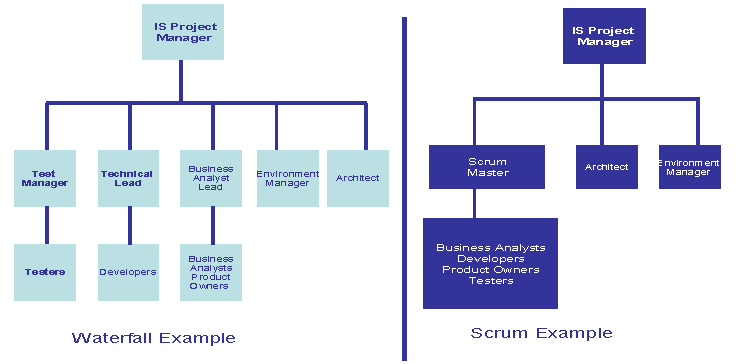 IS Project
Manager
Test
Manager
Technical
Lead
Business
Analyst
Lead
Environment
Manager
Architect
Testers
Developers
Business
Analysts
Product
Owners
Waterfall Example
IS Project
Manager
Scrum
Master
Architect
Environment
Manager
Business Analysts
Developers
Product Owners
Testers
Scrum Example